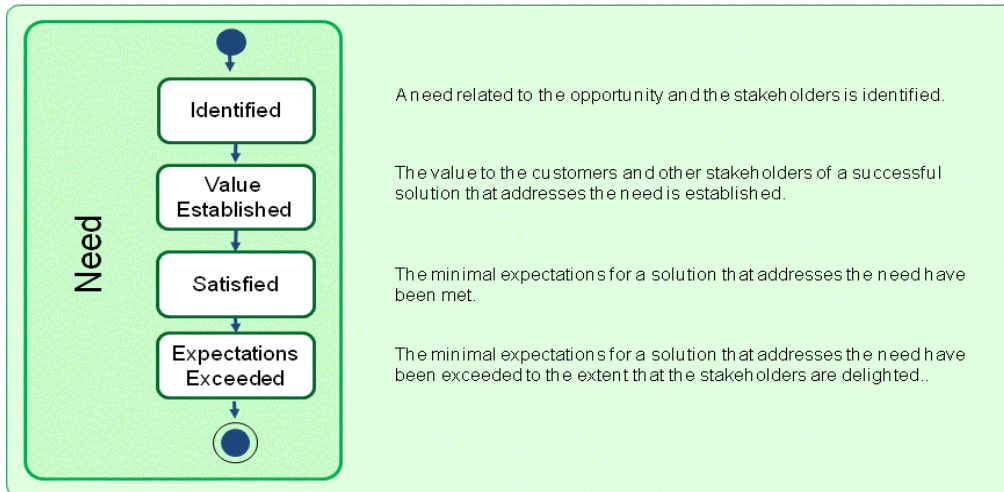 Need
Identified
A need related to the opportunity and the stakeholders is identified.
Value
Established
The value to the customers and other stakeholders of a successful
solution that addresses the need is established.
Satisfied
The minimal expectations for a solution that addresses the need have
been met.
Expectations
Exceeded
The minimal expectations for a solution that addresses the need have
been exceeded to the extent that the stakeholders are delighted..